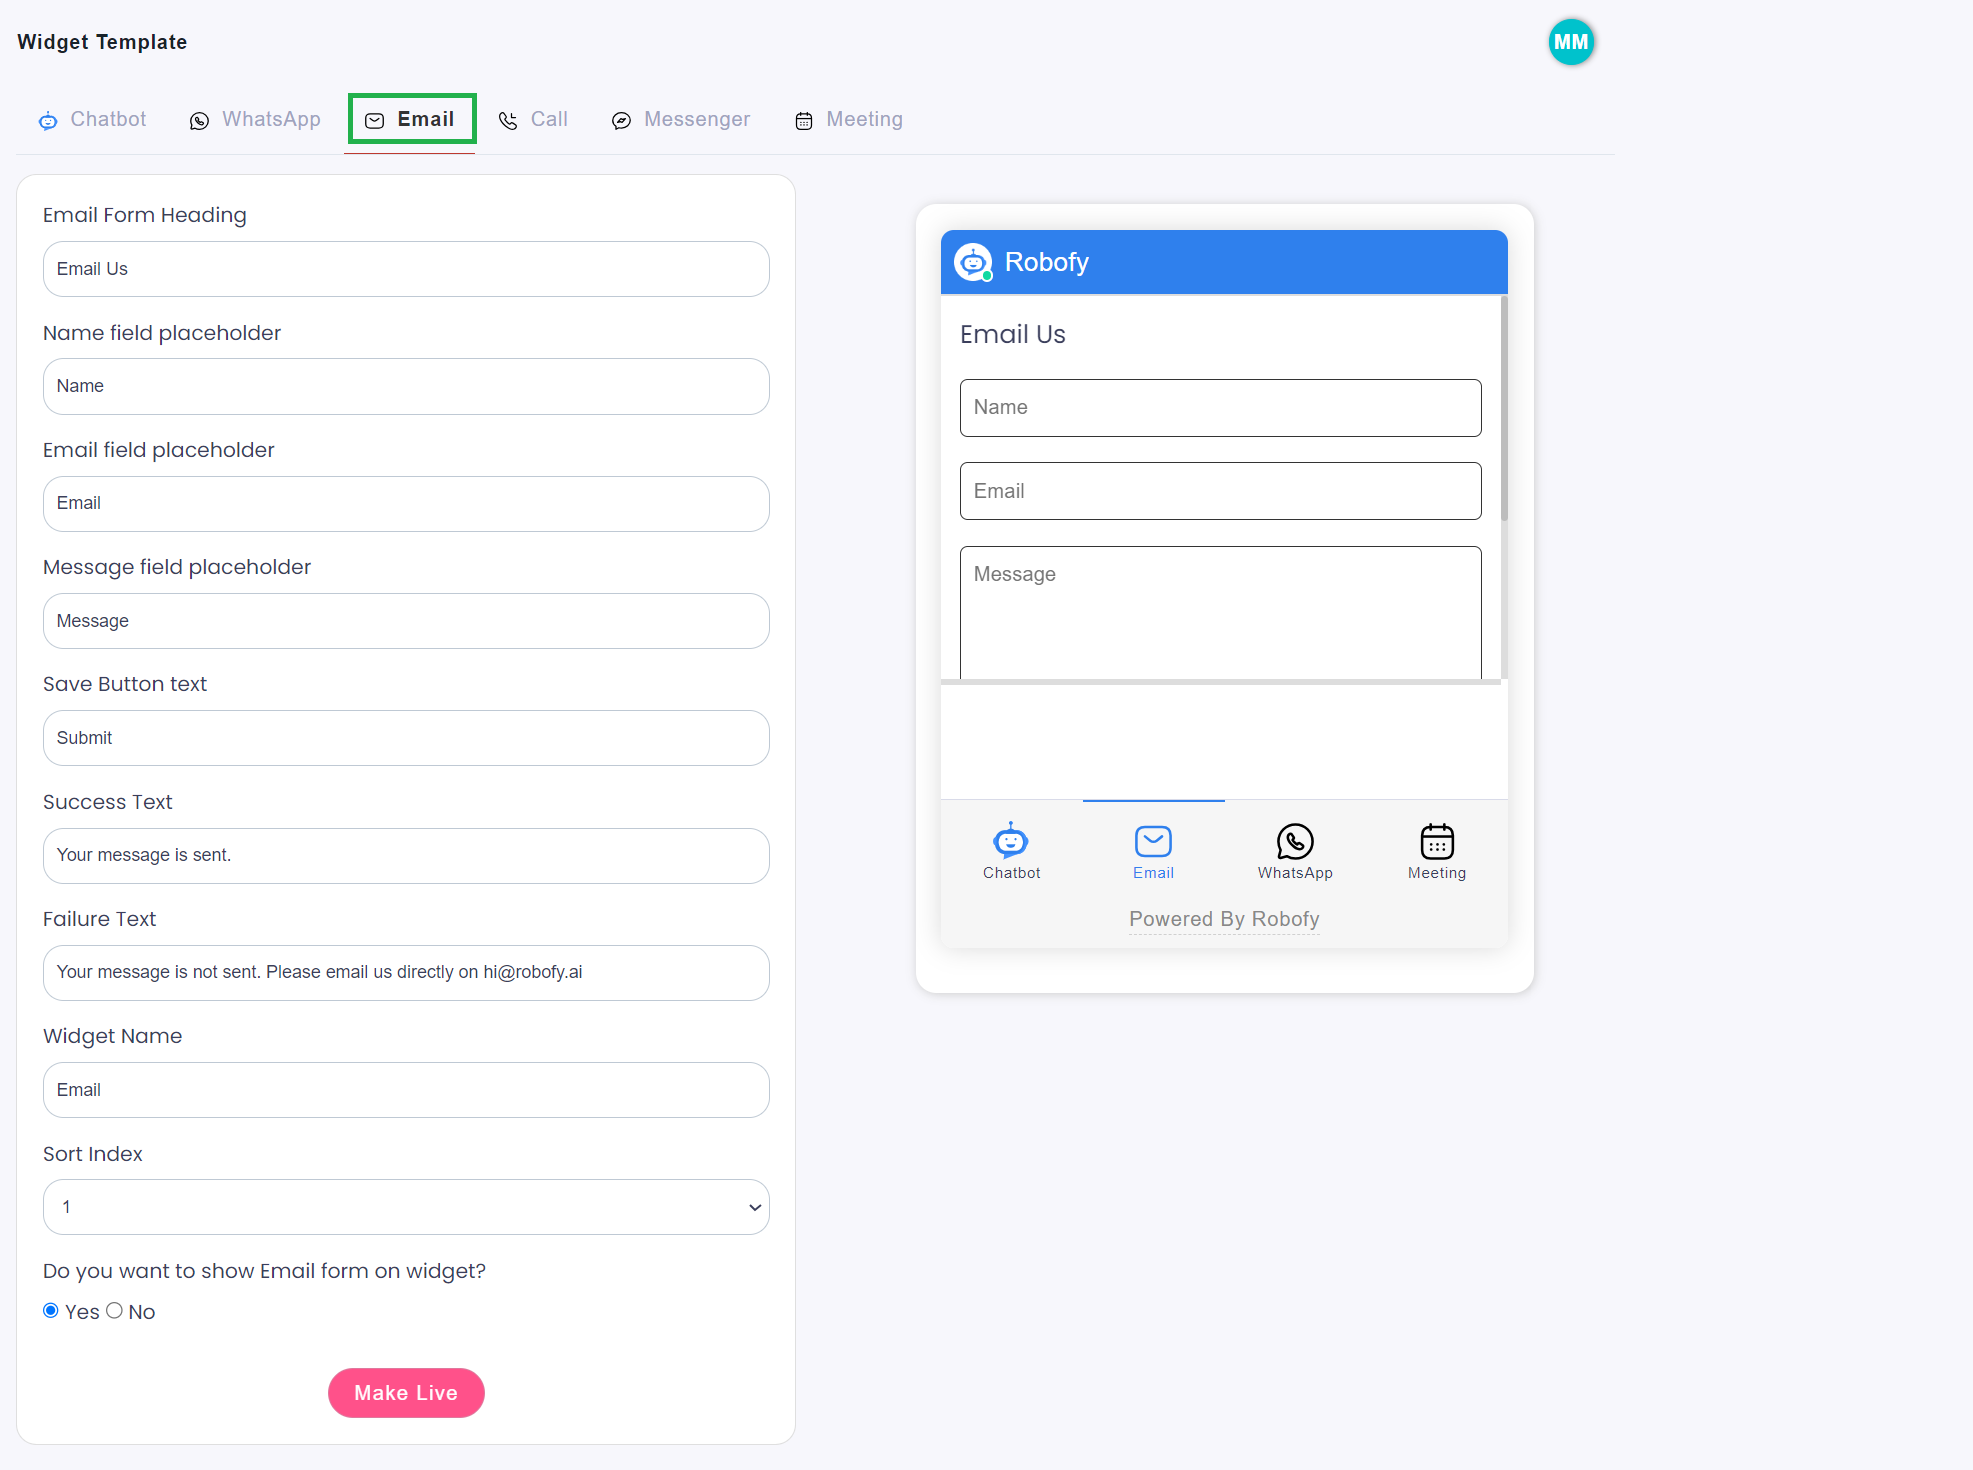 Widget Template
MM
Chatbot
WhatsApp
Email
Call
Messenger
Meeting
Email Form Heading
Email Us
Name field placeholder
Name
Email field placeholder
Email
Message field placeholder
Message
Save Button text
Submit
Success Text
Your message is sent.
Failure Text
Your message is not sent. Please email us directly on hi@robofy.ai
Widget Name
Email
Sort Index
1
Do you want to show Email form on widget?
Yes No
Make Live
Robofy
Email Us
Name
Email
Message
Chatbot
Email
WhatsApp
Meeting
Powered By Robofy